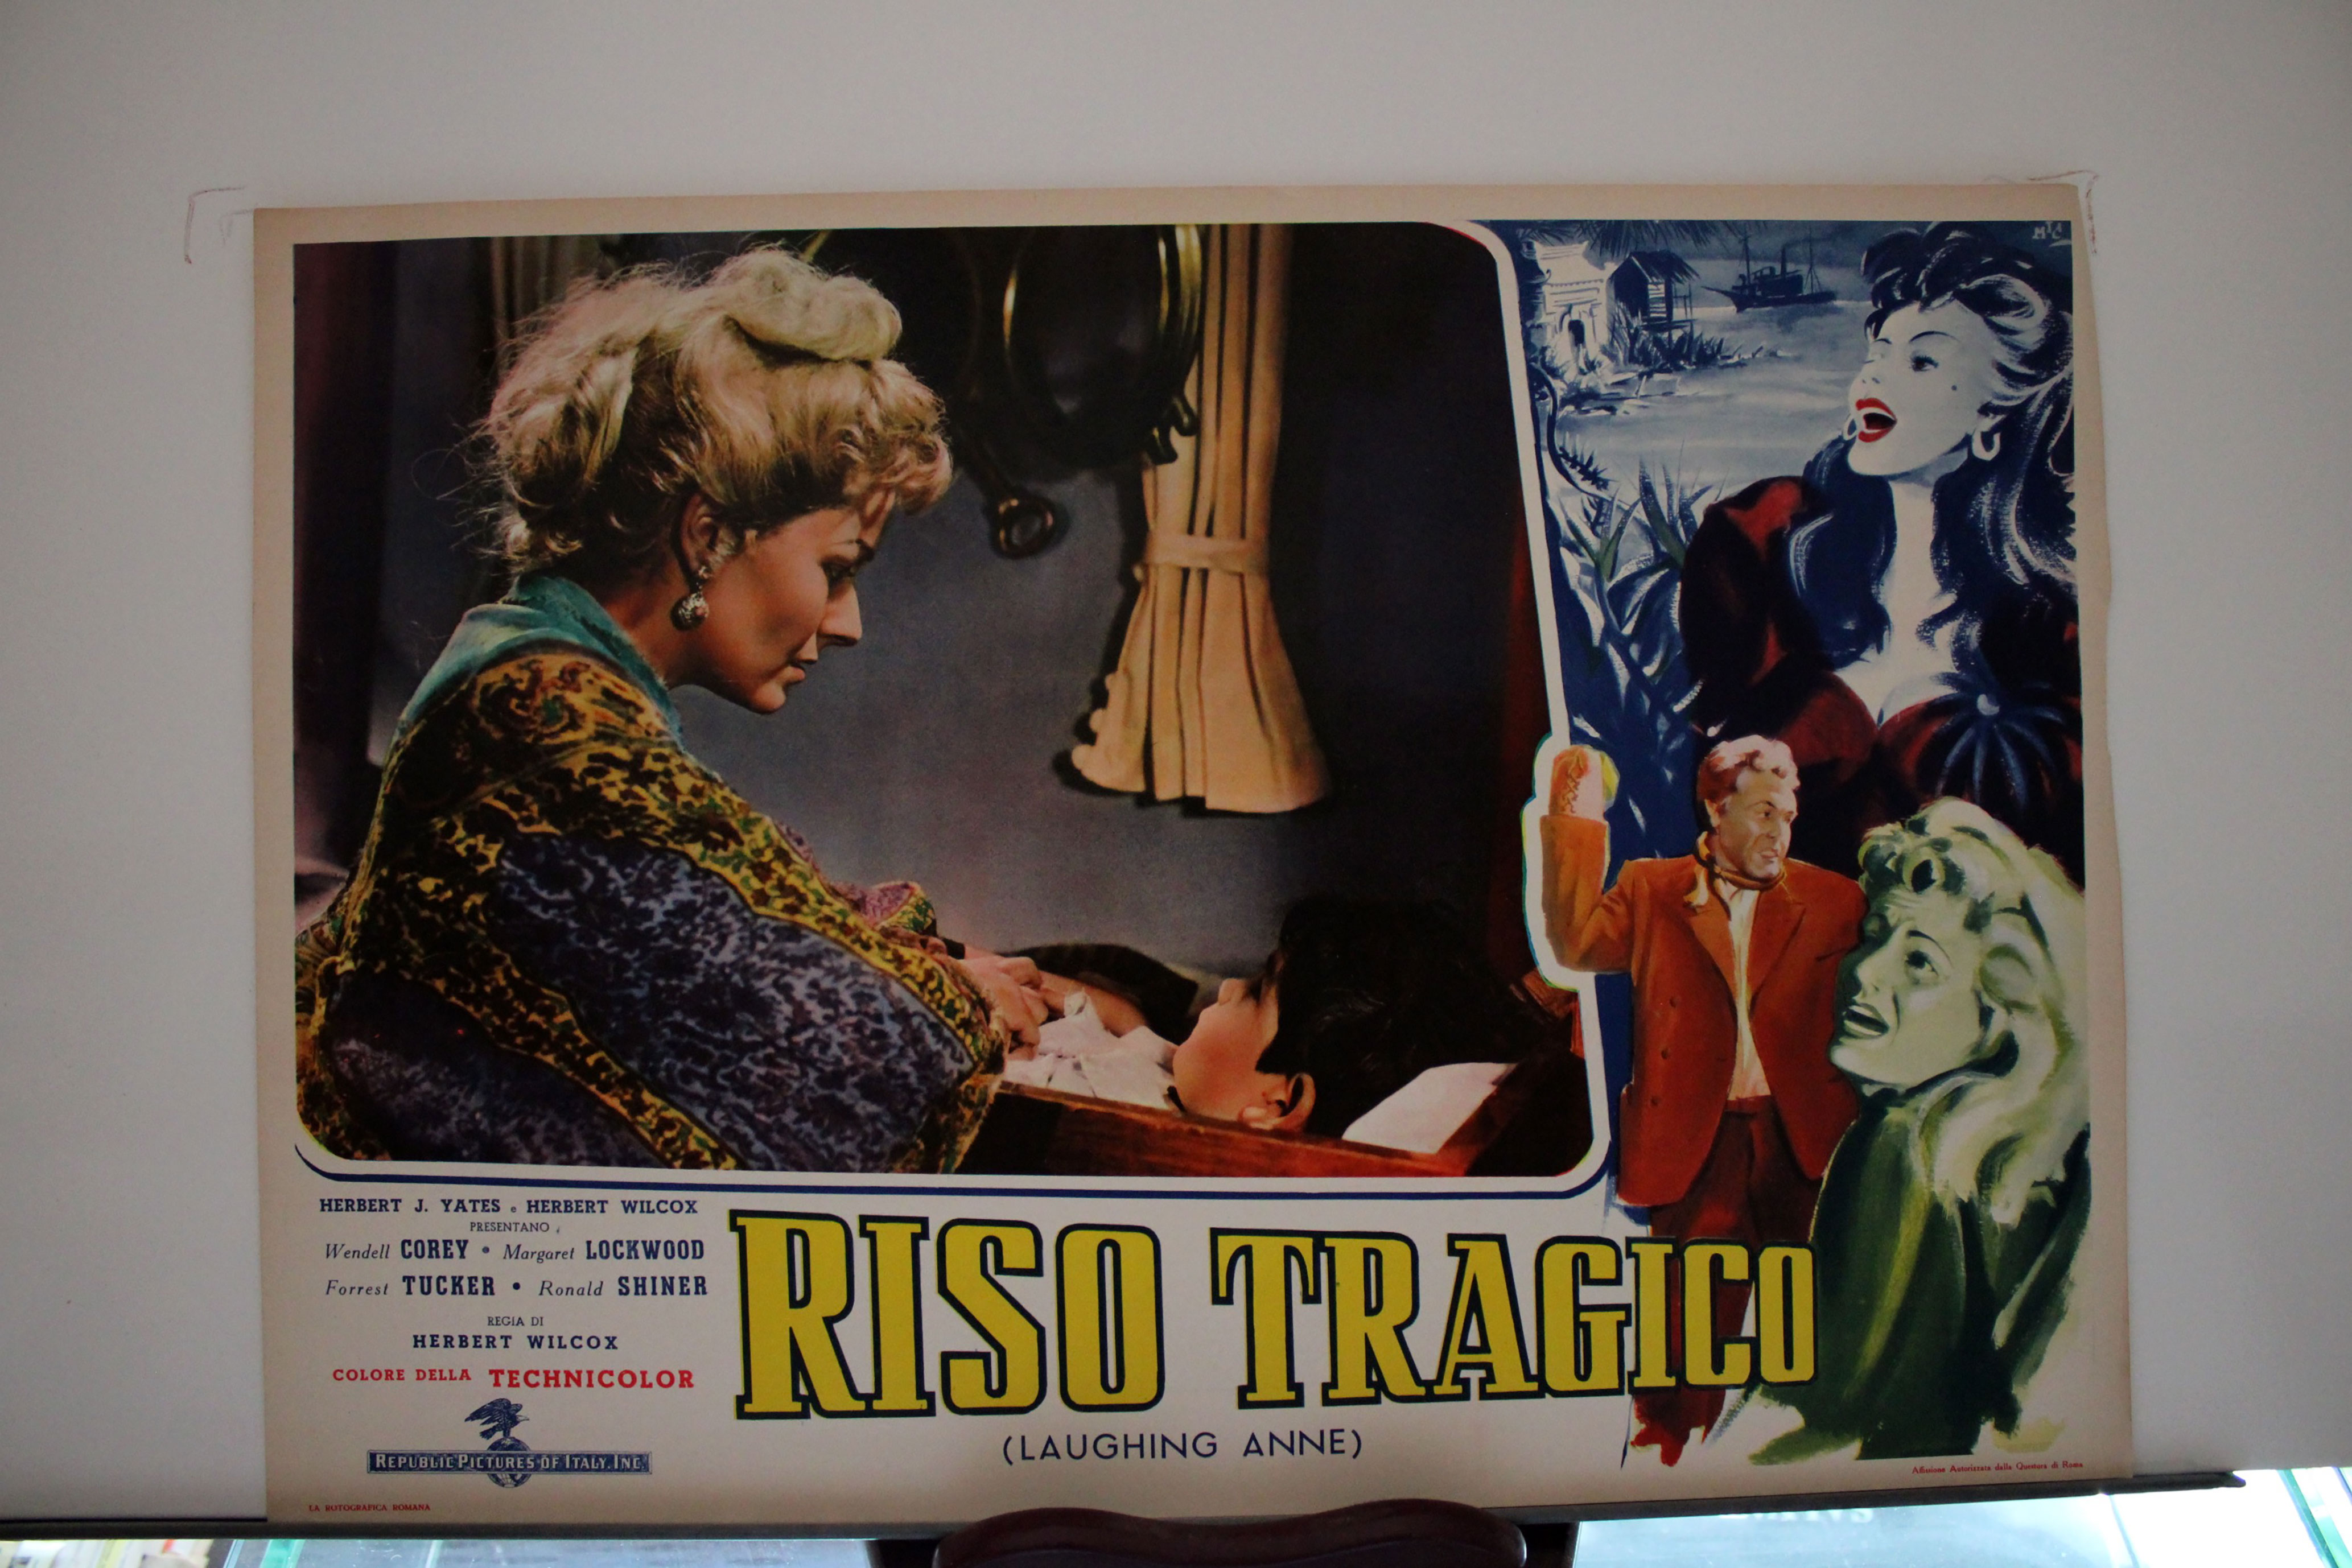 HERBERT J. YATES e HERBERT WILCOX
PRESENTANO
Wendell COREY • Margaret LOCKWOOD
Forrest TUCKER • Ronald SHINER
REGIA DI
HERBERT WILCOX
COLORE DELLA TECHNICOLOR
REPUBLIC PICTURES OF ITALY, INC.
LA ROTOGRAFICA ROMANA
RISO TRAGICO
(LAUGHING ANNE)
Affissione Autorizzata dalla Questura di Roma